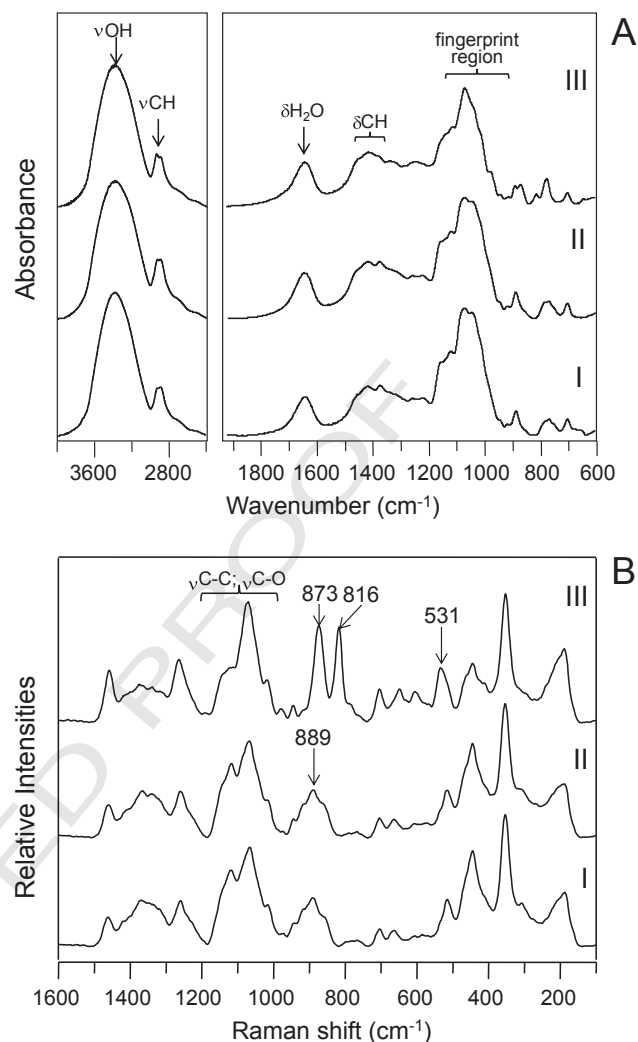 A
νOH
νCH
δH₂O
δCH
fingerprint
region
III
II
I
Absorbance
3600 2800 1800 1600 1400 1200 1000 800 600
Wavenumber (cm⁻¹)
B
νC-C; νC-O
873 816
531
III
889
II
I
Relative Intensities
1600 1400 1200 1000 800 600 400 200
Raman shift (cm⁻¹)
ED PROOF